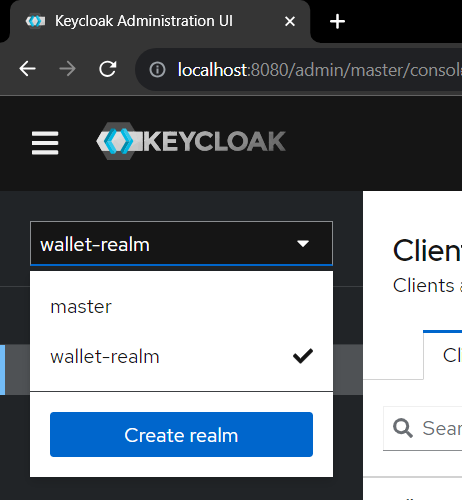 Keycloak Administration UI
localhost:8080/admin/master/consol
KEYCLOAK
wallet-realm
master
wallet-realm
Create realm
Clien
Clients a
Cl
Sear